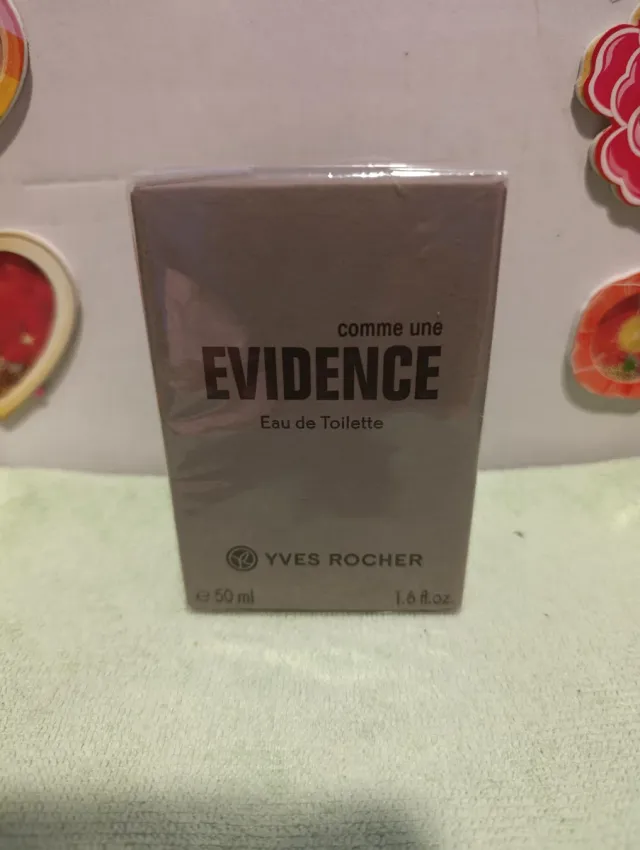 comme une
EVIDENCE
Eau de Toilette
YVES ROCHER
℮ 50 ml 1.6 fl.oz.